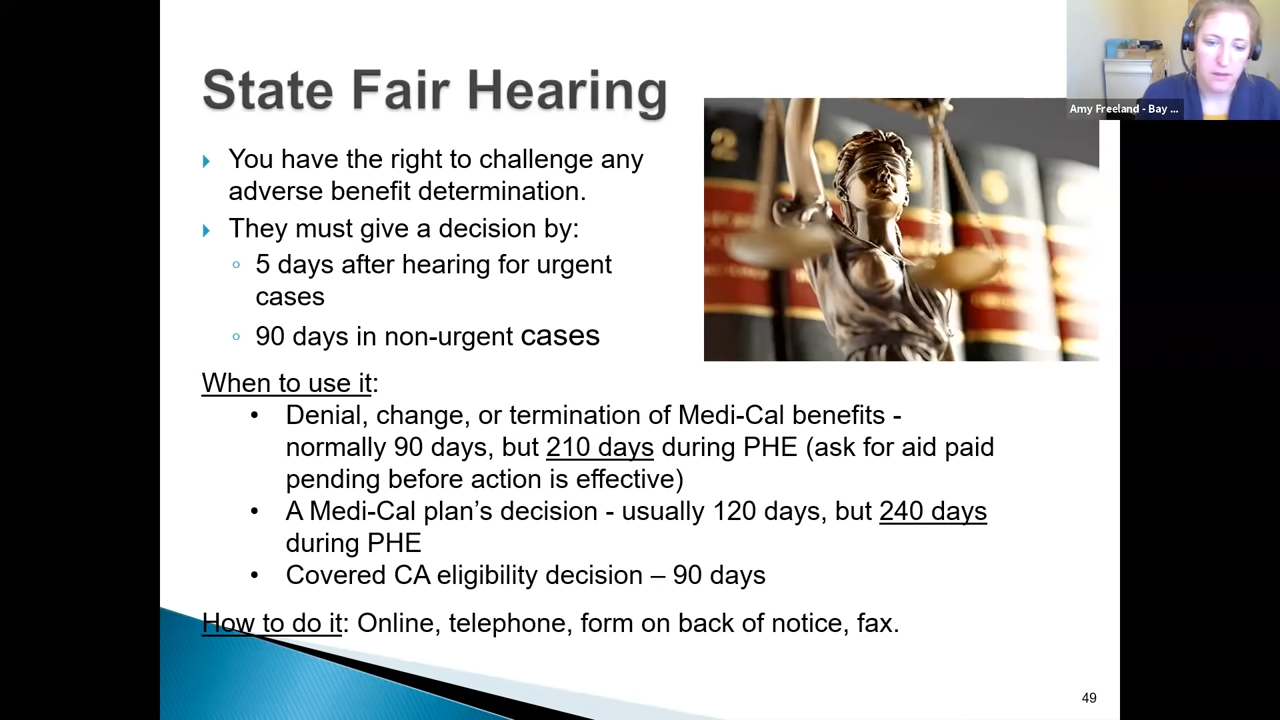 State Fair Hearing
You have the right to challenge any
adverse benefit determination.
They must give a decision by:
5 days after hearing for urgent
cases
90 days in non-urgent cases
When to use it:
• Denial, change, or termination of Medi-Cal benefits -
normally 90 days, but 210 days during PHE (ask for aid paid
pending before action is effective)
• A Medi-Cal plan’s decision - usually 120 days, but 240 days
during PHE
• Covered CA eligibility decision – 90 days
How to do it: Online, telephone, form on back of notice, fax.
49
Amy Freeland - Bay ...
2
5